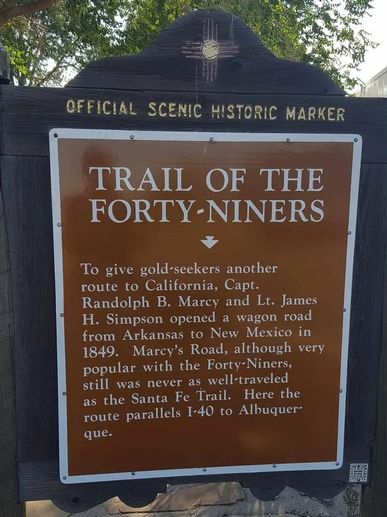 OFFICIAL SCENIC HISTORIC MARKER
TRAIL OF THE
FORTY-NINERS
To give gold-seekers another
route to California, Capt.
Randolph B. Marcy and Lt. James
H. Simpson opened a wagon road
from Arkansas to New Mexico in
1849. Marcy's Road, although very
popular with the Forty-Niners,
still was never as well-traveled
as the Santa Fe Trail. Here the
route parallels I-40 to Albuquer-
que.